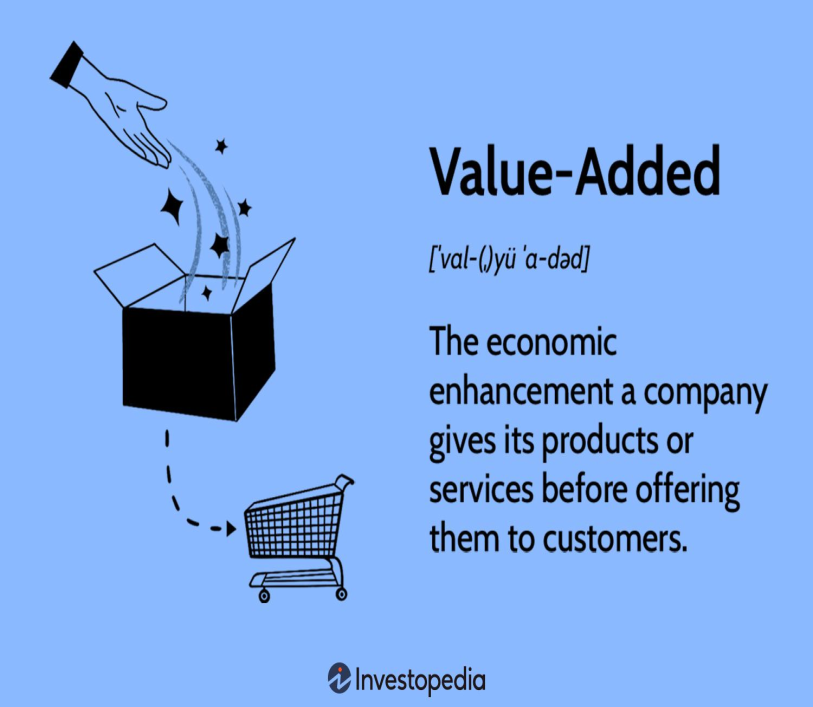 Value-Added
[ˈval-(ˌ)yü ˈa-dəd]
The economic
enhancement a company
gives its products or
services before offering
them to customers.
Investopedia